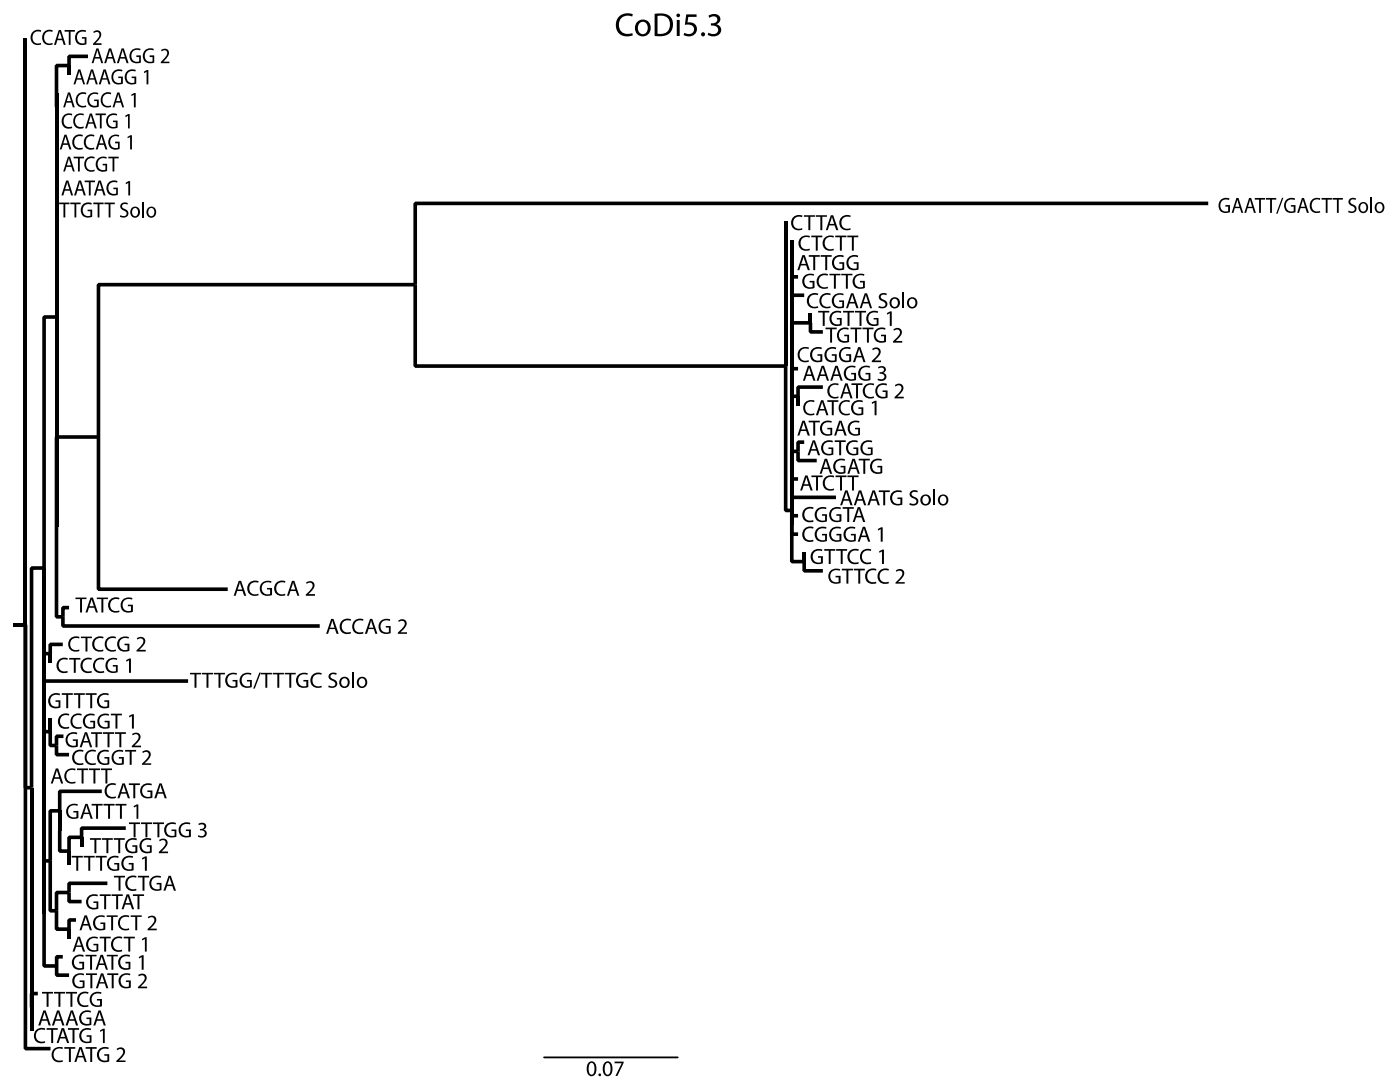 CoDi5.3
CCATG 2
AAAGG 2
AAAGG 1
ACGCA 1
CCATG 1
ACCAG 1
ATCGT
AATAG 1
TTGTT Solo
GAATT/GACTT Solo
CTTAC
CTCTT
ATTGG
GCTTG
CCGAA Solo
TGTTG 1
TGTTG 2
CGGGA 2
AAAGG 3
CATCG 2
CATCG 1
ATGAG
AGTGG
AGATG
ATCTT
AAATG Solo
CGGTA
CGGGA 1
GTTCC 1
GTTCC 2
ACGCA 2
TATCG
ACCAG 2
CTCCG 2
CTCCG 1
TTTGG/TTTGC Solo
GTTTG
CCGGT 1
GATTT 2
CCGGT 2
ACTTT
CATGA
GATTT 1
TTTGG 3
TTTGG 2
TTTGG 1
TCTGA
GTTAT
AGTCT 2
AGTCT 1
GTATG 1
GTATG 2
TTTCG
AAAGA
CTATG 1
CTATG 2
0.07